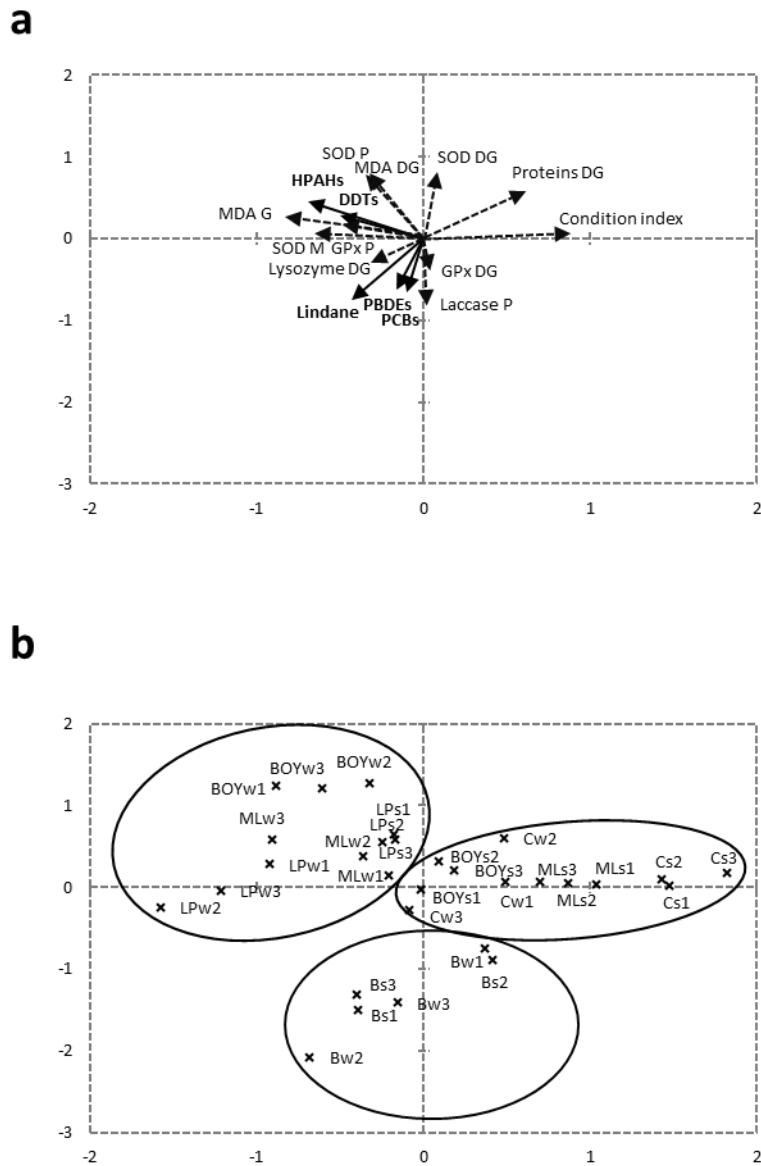 a
2
SOD P
SOD DG
MDA DG
Proteins DG
1
HPAHs
DDTs
MDA G
Condition index
0
SOD M GPx P
Lysozyme DG
GPx DG
PBDEs
Laccase P
Lindane
PCBs
-1
-2
-3
-2 -1 0 1 2
b
2
BOYw3 BOYw2
BOYw1
1
LPs1
MLw3
LPs2
MLw2
Cw2
LPs3
BOYs2
LPw1
BOYs3 MLs3 MLs1 Cs2 Cs3
MLw1
0
LPw3
BOYs1 Cw1 MLs2 Cs1
LPw2
Cw3
-1
Bw1
Bs3
Bs2
Bw3
Bs1
-2
Bw2
-3
-2 -1 0 1 2